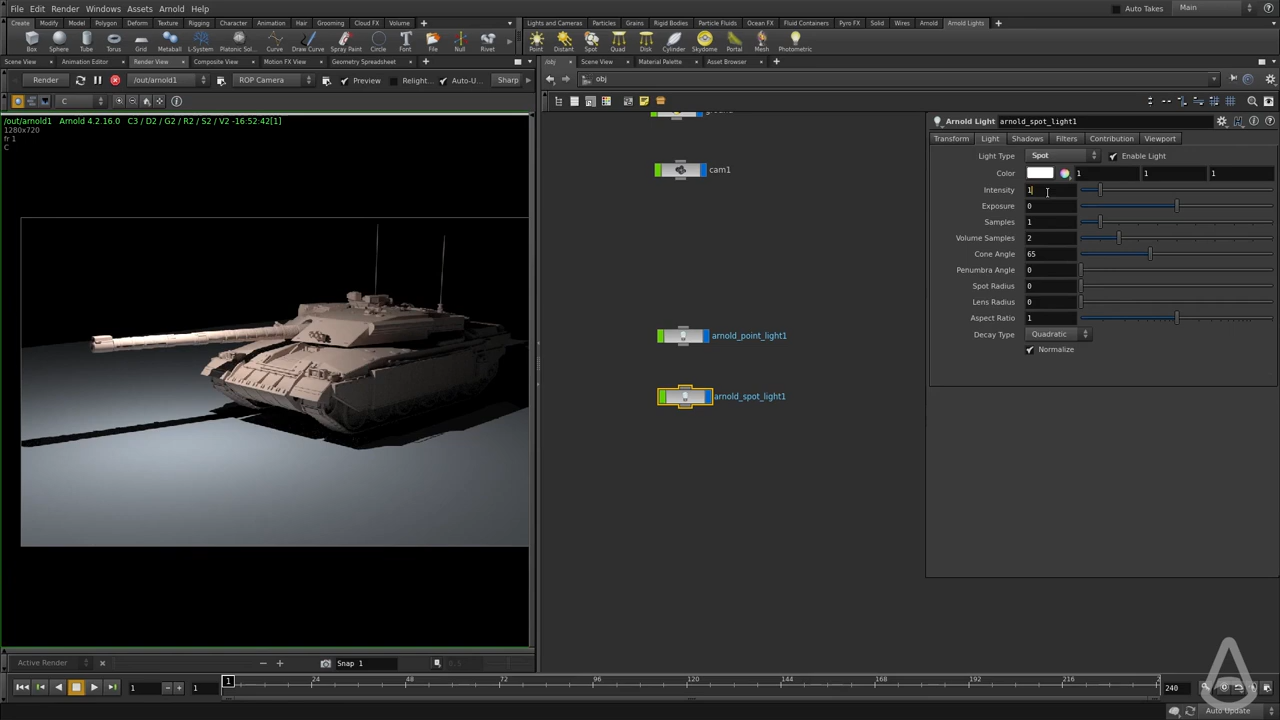 File Edit Render Windows Assets Arnold Help Auto Takes Main
Create Modify Model Polygon Deform Texture Rigging Character Animation Hair Grooming Cloud FX Volume Lights and Cameras Particles Grains Rigid Bodies Particle Fluids Ocean FX Fluid Containers Pyro FX Solid Wires Arnold Arnold Lights
Box Sphere Tube Torus Grid Metaball L-System Platonic Sol... Curve Draw Curve Spray Paint Circle Font File Null Rivet Point Distant Spot Quad Disk Cylinder Skydome Portal Mesh Photometric
Scene View Animation Editor Render View Composite View Motion FX View Geometry Spreadsheet /obj Scene View Material Palette Asset Browser
Render /out/arnold1 ROP Camera Preview Relight... Auto-U... Sharp obj
C
/out/arnold1 Arnold 4.2.16.0 C3 / D2 / G2 / R2 / S2 / V2 -16:52:42[1]
1280x720
fr 1
C
cam1
arnold_point_light1
arnold_spot_light1
Arnold Light arnold_spot_light1
Transform Light Shadows Filters Contribution Viewport
Light Type Spot Enable Light
Color 1 1 1
Intensity 1
Exposure 0
Samples 1
Volume Samples 2
Cone Angle 65
Penumbra Angle 0
Spot Radius 0
Lens Radius 0
Aspect Ratio 1
Decay Type Quadratic
Normalize
Active Render Snap 1
1 1 1 24 48 72 96 120 144 168 192 216 2 240
Auto Update